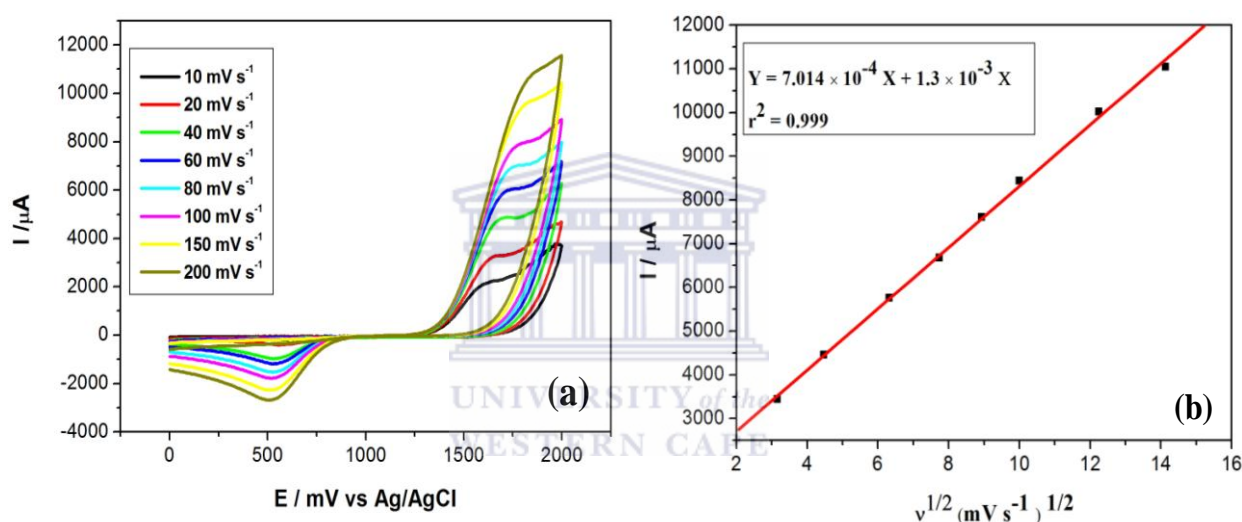 12000
10000
8000
6000
4000
2000
0
-2000
-4000
I /µA
10 mV s⁻¹
20 mV s⁻¹
40 mV s⁻¹
60 mV s⁻¹
80 mV s⁻¹
100 mV s⁻¹
150 mV s⁻¹
200 mV s⁻¹
(a)
0 500 1000 1500 2000
E / mV vs Ag/AgCl
12000
11000
10000
9000
8000
7000
6000
5000
4000
3000
I / µA
Y = 7.014 × 10⁻⁴ X + 1.3 × 10⁻³ X
r² = 0.999
(b)
2 4 6 8 10 12 14 16
ν^1/2 (mV s⁻¹)^1/2
UNIVERSITY of the
WESTERN CAPE